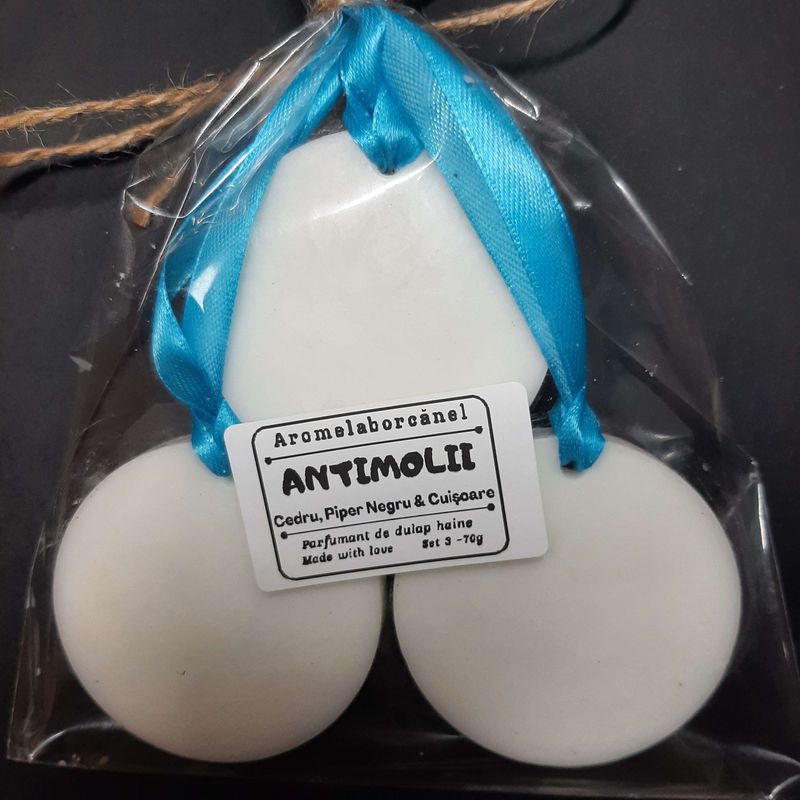 Aromelaborcănel
ANTIMOLII
Cedru, Piper Negru & Cuișoare
Parfumant de dulap haine
Made with love Set 3 -70g